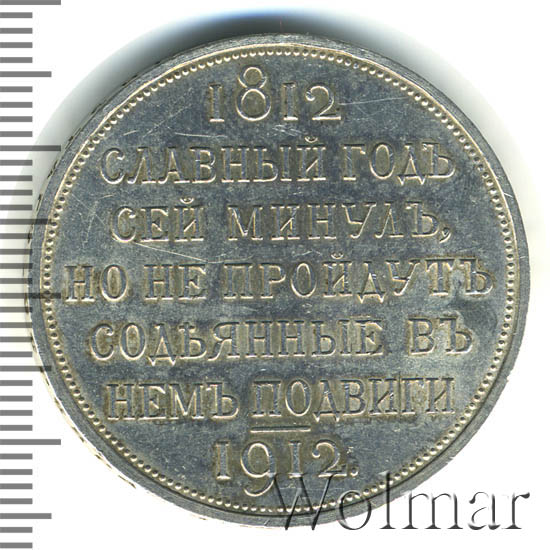 1812
СЛАВНЫЙ ГОДЪ
СЕЙ МИНУЛЪ,
НО НЕ ПРОЙДУТЪ
СОДѢЯННЫЕ ВЪ
НЕМЪ ПОДВИГИ
1912.
Wolmar